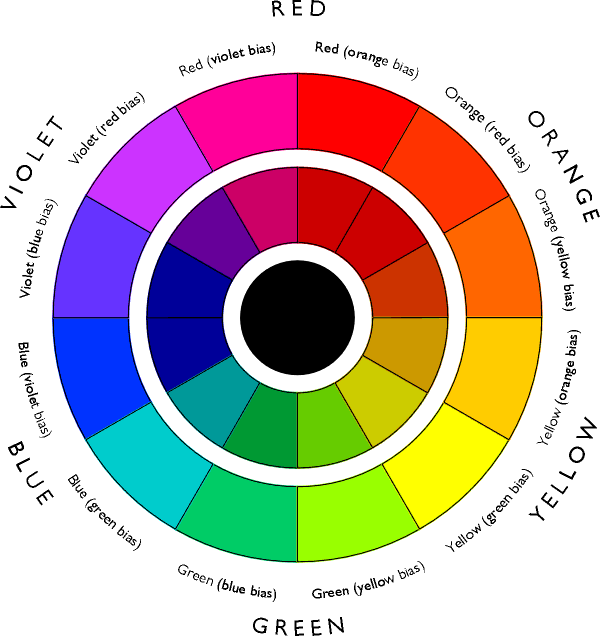 RED
Red (violet bias)
Red (orange bias)
Orange (red bias)
ORANGE
Orange (yellow bias)
Yellow (orange bias)
YELLOW
Yellow (green bias)
Green (yellow bias)
GREEN
Green (blue bias)
Blue (green bias)
BLUE
Blue (violet bias)
Violet (blue bias)
VIOLET
Violet (red bias)